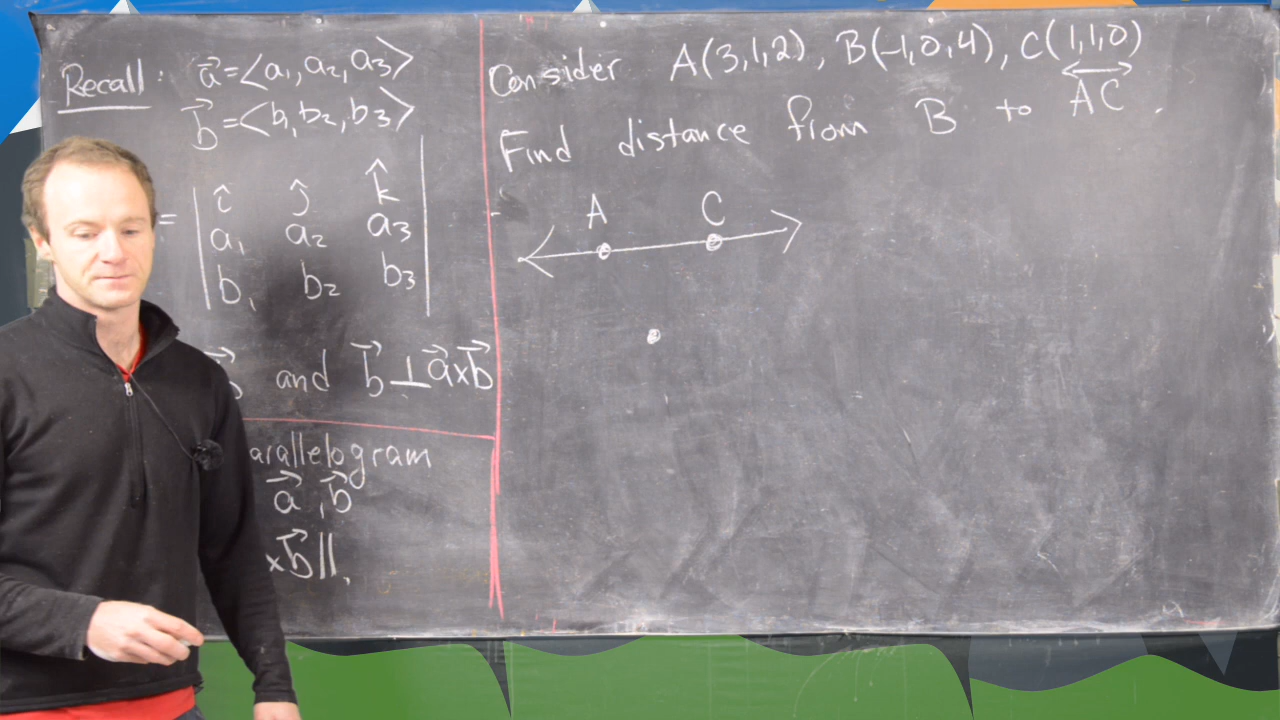 Recall: a⃗=<a₁,a₂,a₃>
b⃗=<b₁,b₂,b₃>
= | î ĵ k̂ |
a₁ a₂ a₃
b₁ b₂ b₃
and b⃗⊥a⃗×b⃗
arallelogram
a⃗,b⃗
×b⃗||.
Consider A(3,1,2), B(-1,0,4), C(1,1,0)
Find distance from B to A͟C͟↔.
A C